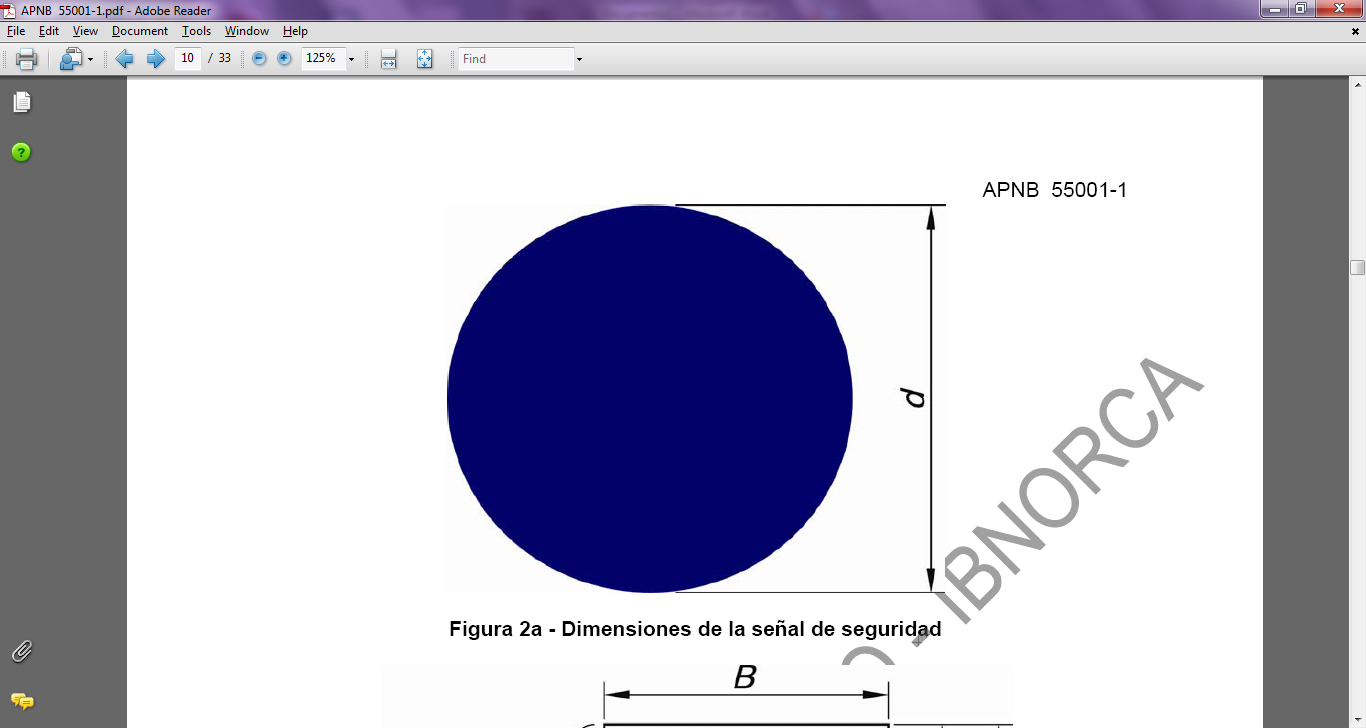 APNB  55001-1.pdf - Adobe Reader
File Edit View Document Tools Window Help
10 / 33 125% Find
APNB  55001-1
d
Figura 2a - Dimensiones de la señal de seguridad
O - IBNORCA
B